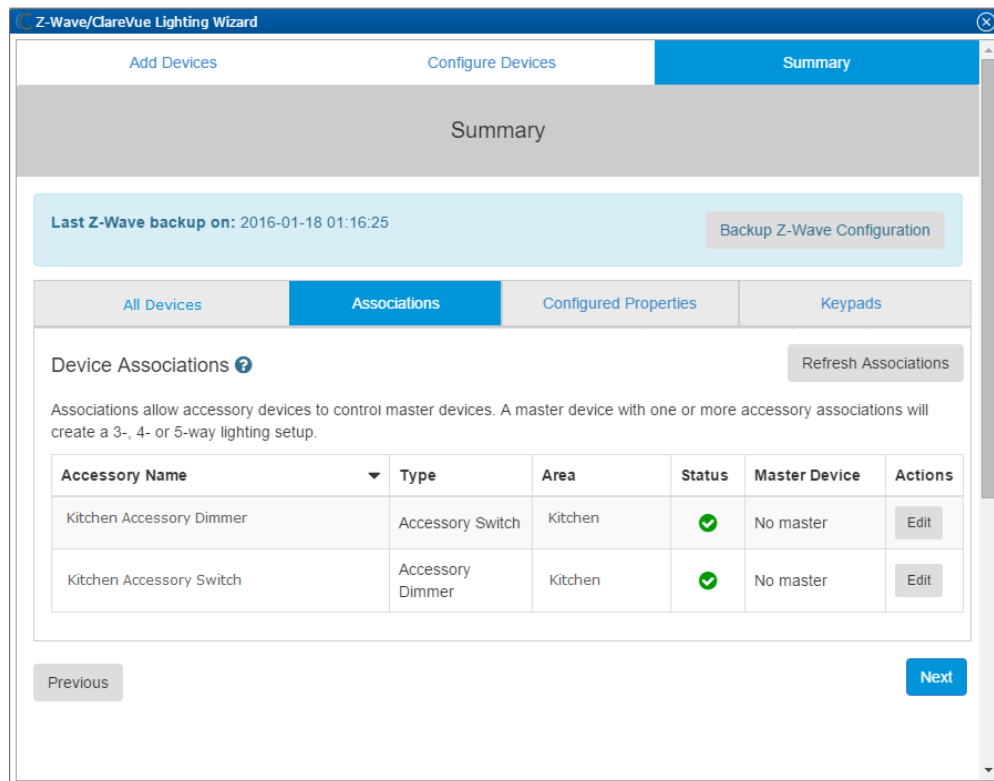 Z-Wave/ClareVue Lighting Wizard
Add Devices Configure Devices Summary
Summary
Last Z-Wave backup on: 2016-01-18 01:16:25 Backup Z-Wave Configuration
All Devices Associations Configured Properties Keypads
Device Associations ? Refresh Associations
Associations allow accessory devices to control master devices. A master device with one or more accessory associations will
create a 3-, 4- or 5-way lighting setup.
Accessory Name Type Area Status Master Device Actions
Kitchen Accessory Dimmer Accessory Switch Kitchen No master Edit
Kitchen Accessory Switch Accessory Dimmer Kitchen No master Edit
Previous Next